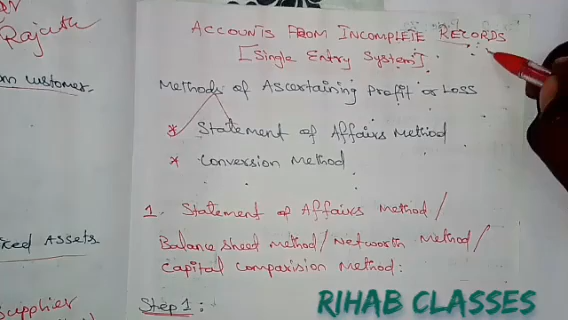 Rajath
on customer.
ixed Assets
supplier
ACCOUNTS FROM INCOMPLETE RECORDS
[Single Entry System]
Methods of Ascertaining Profit or Loss
* Statement of Affairs Method
* Conversion Method
1. Statement of Affairs Method /
Balance sheet method / Networth Method /
Capital Comparision Method:
Step 1:
RIHAB CLASSES